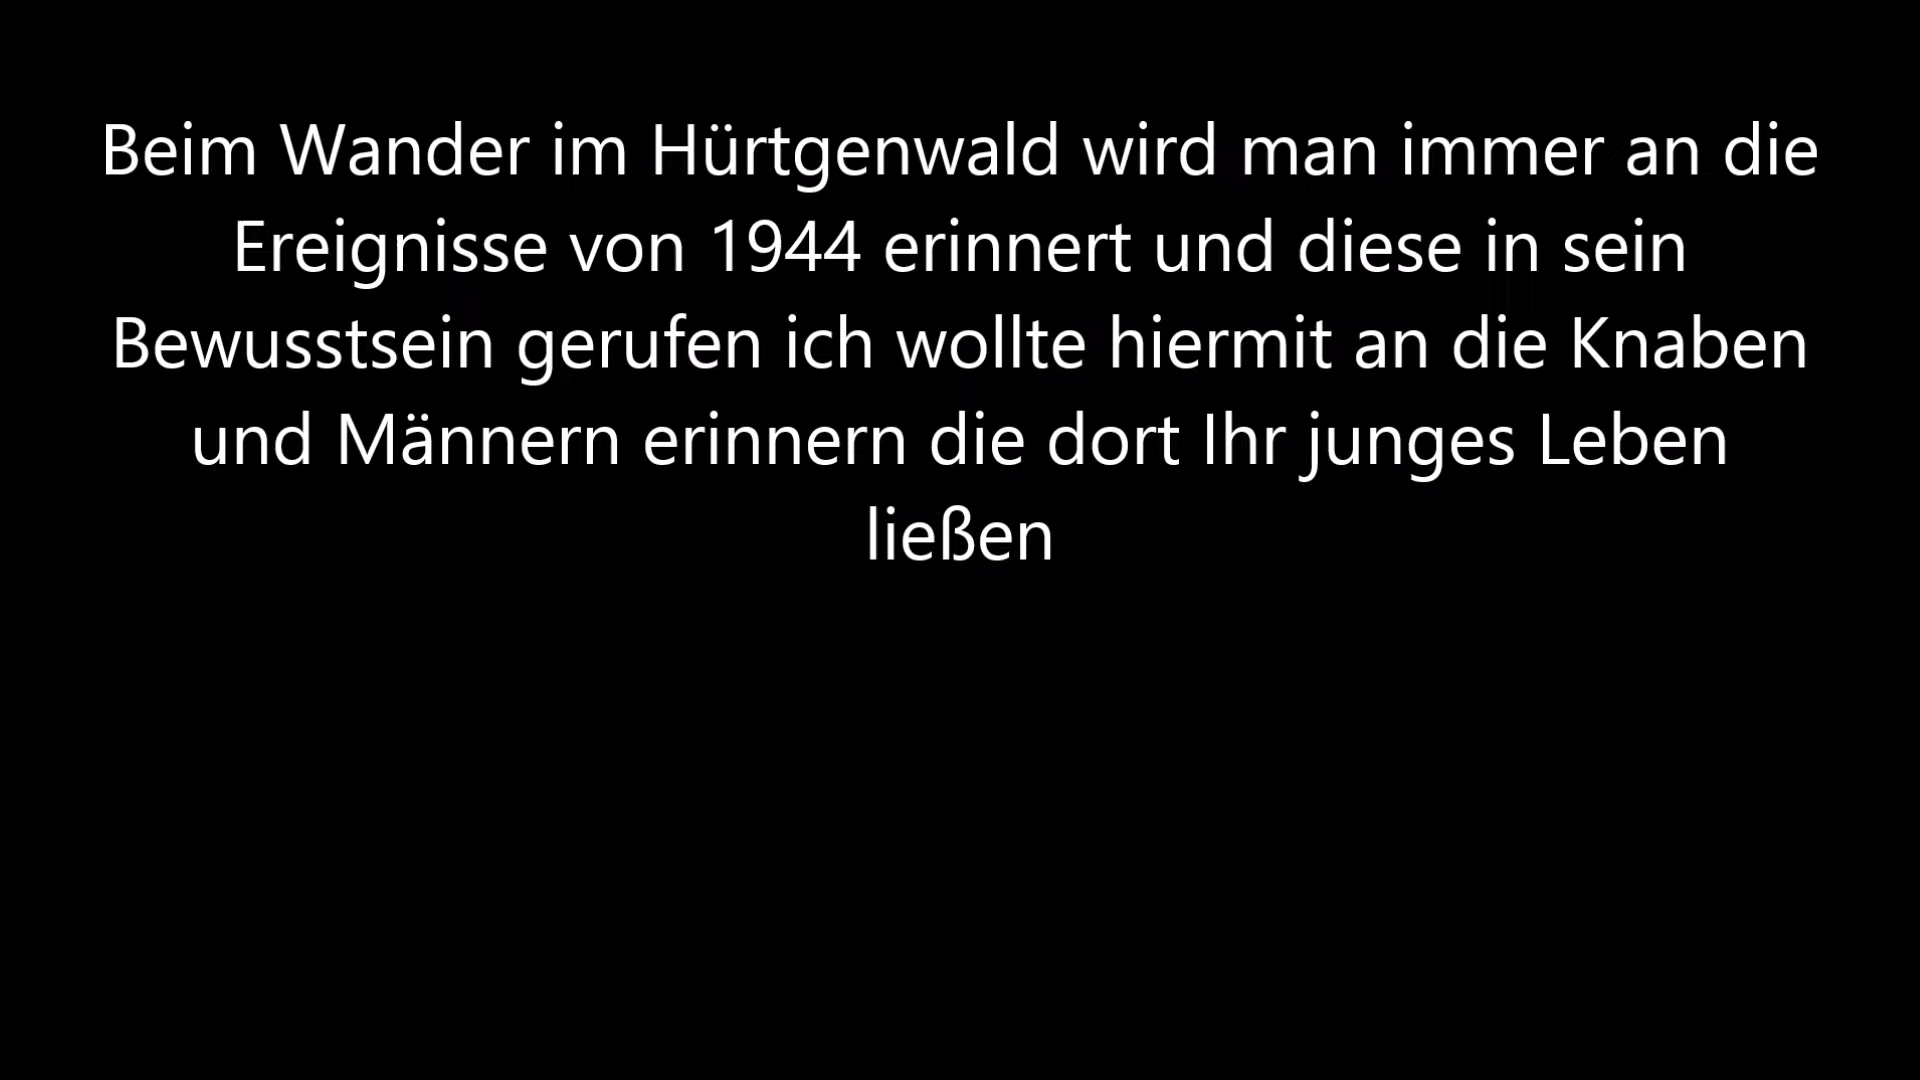 Beim Wander im Hürtgenwald wird man immer an die
Ereignisse von 1944 erinnert und diese in sein
Bewusstsein gerufen ich wollte hiermit an die Knaben
und Männern erinnern die dort Ihr junges Leben
ließen